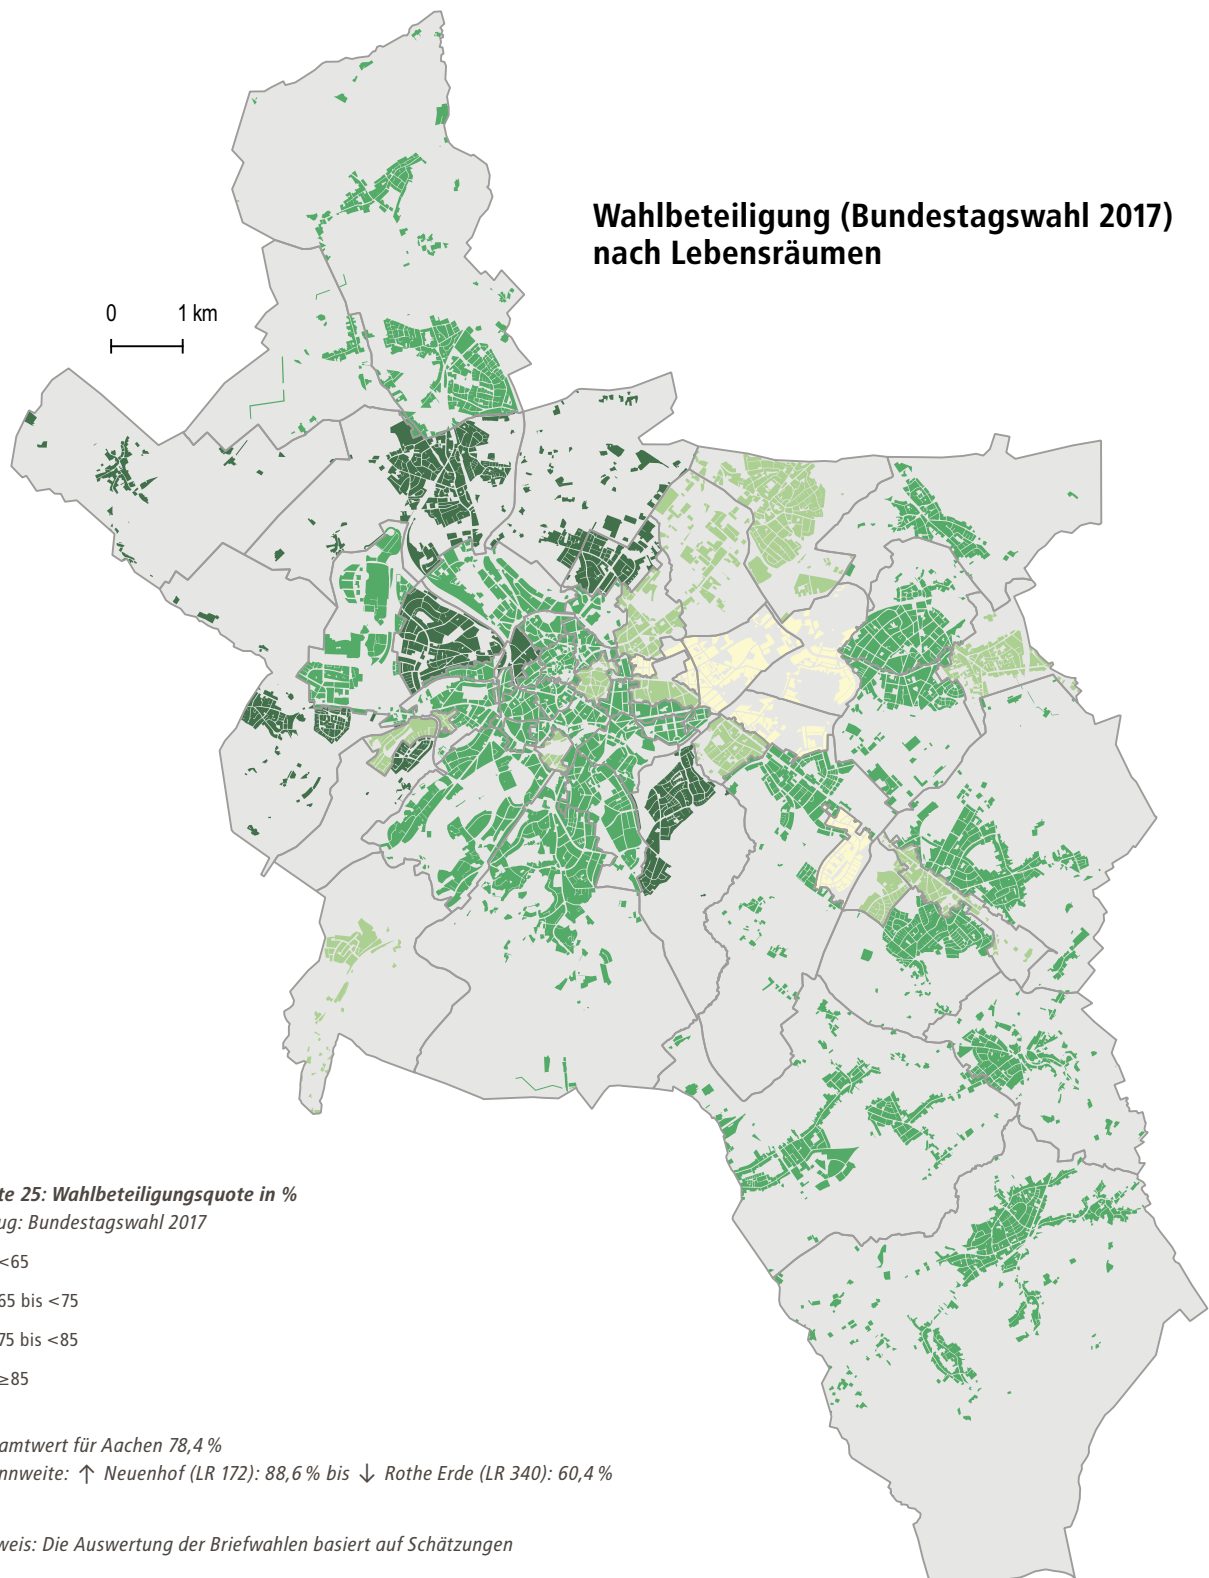 Wahlbeteiligung (Bundestagswahl 2017)
nach Lebensräumen
0 1 km
te 25: Wahlbeteiligungsquote in %
ug: Bundestagswahl 2017
<65
65 bis <75
75 bis <85
≥85
amtwert für Aachen 78,4 %
nnweite: ↑ Neuenhof (LR 172): 88,6 % bis ↓ Rothe Erde (LR 340): 60,4 %
weis: Die Auswertung der Briefwahlen basiert auf Schätzungen